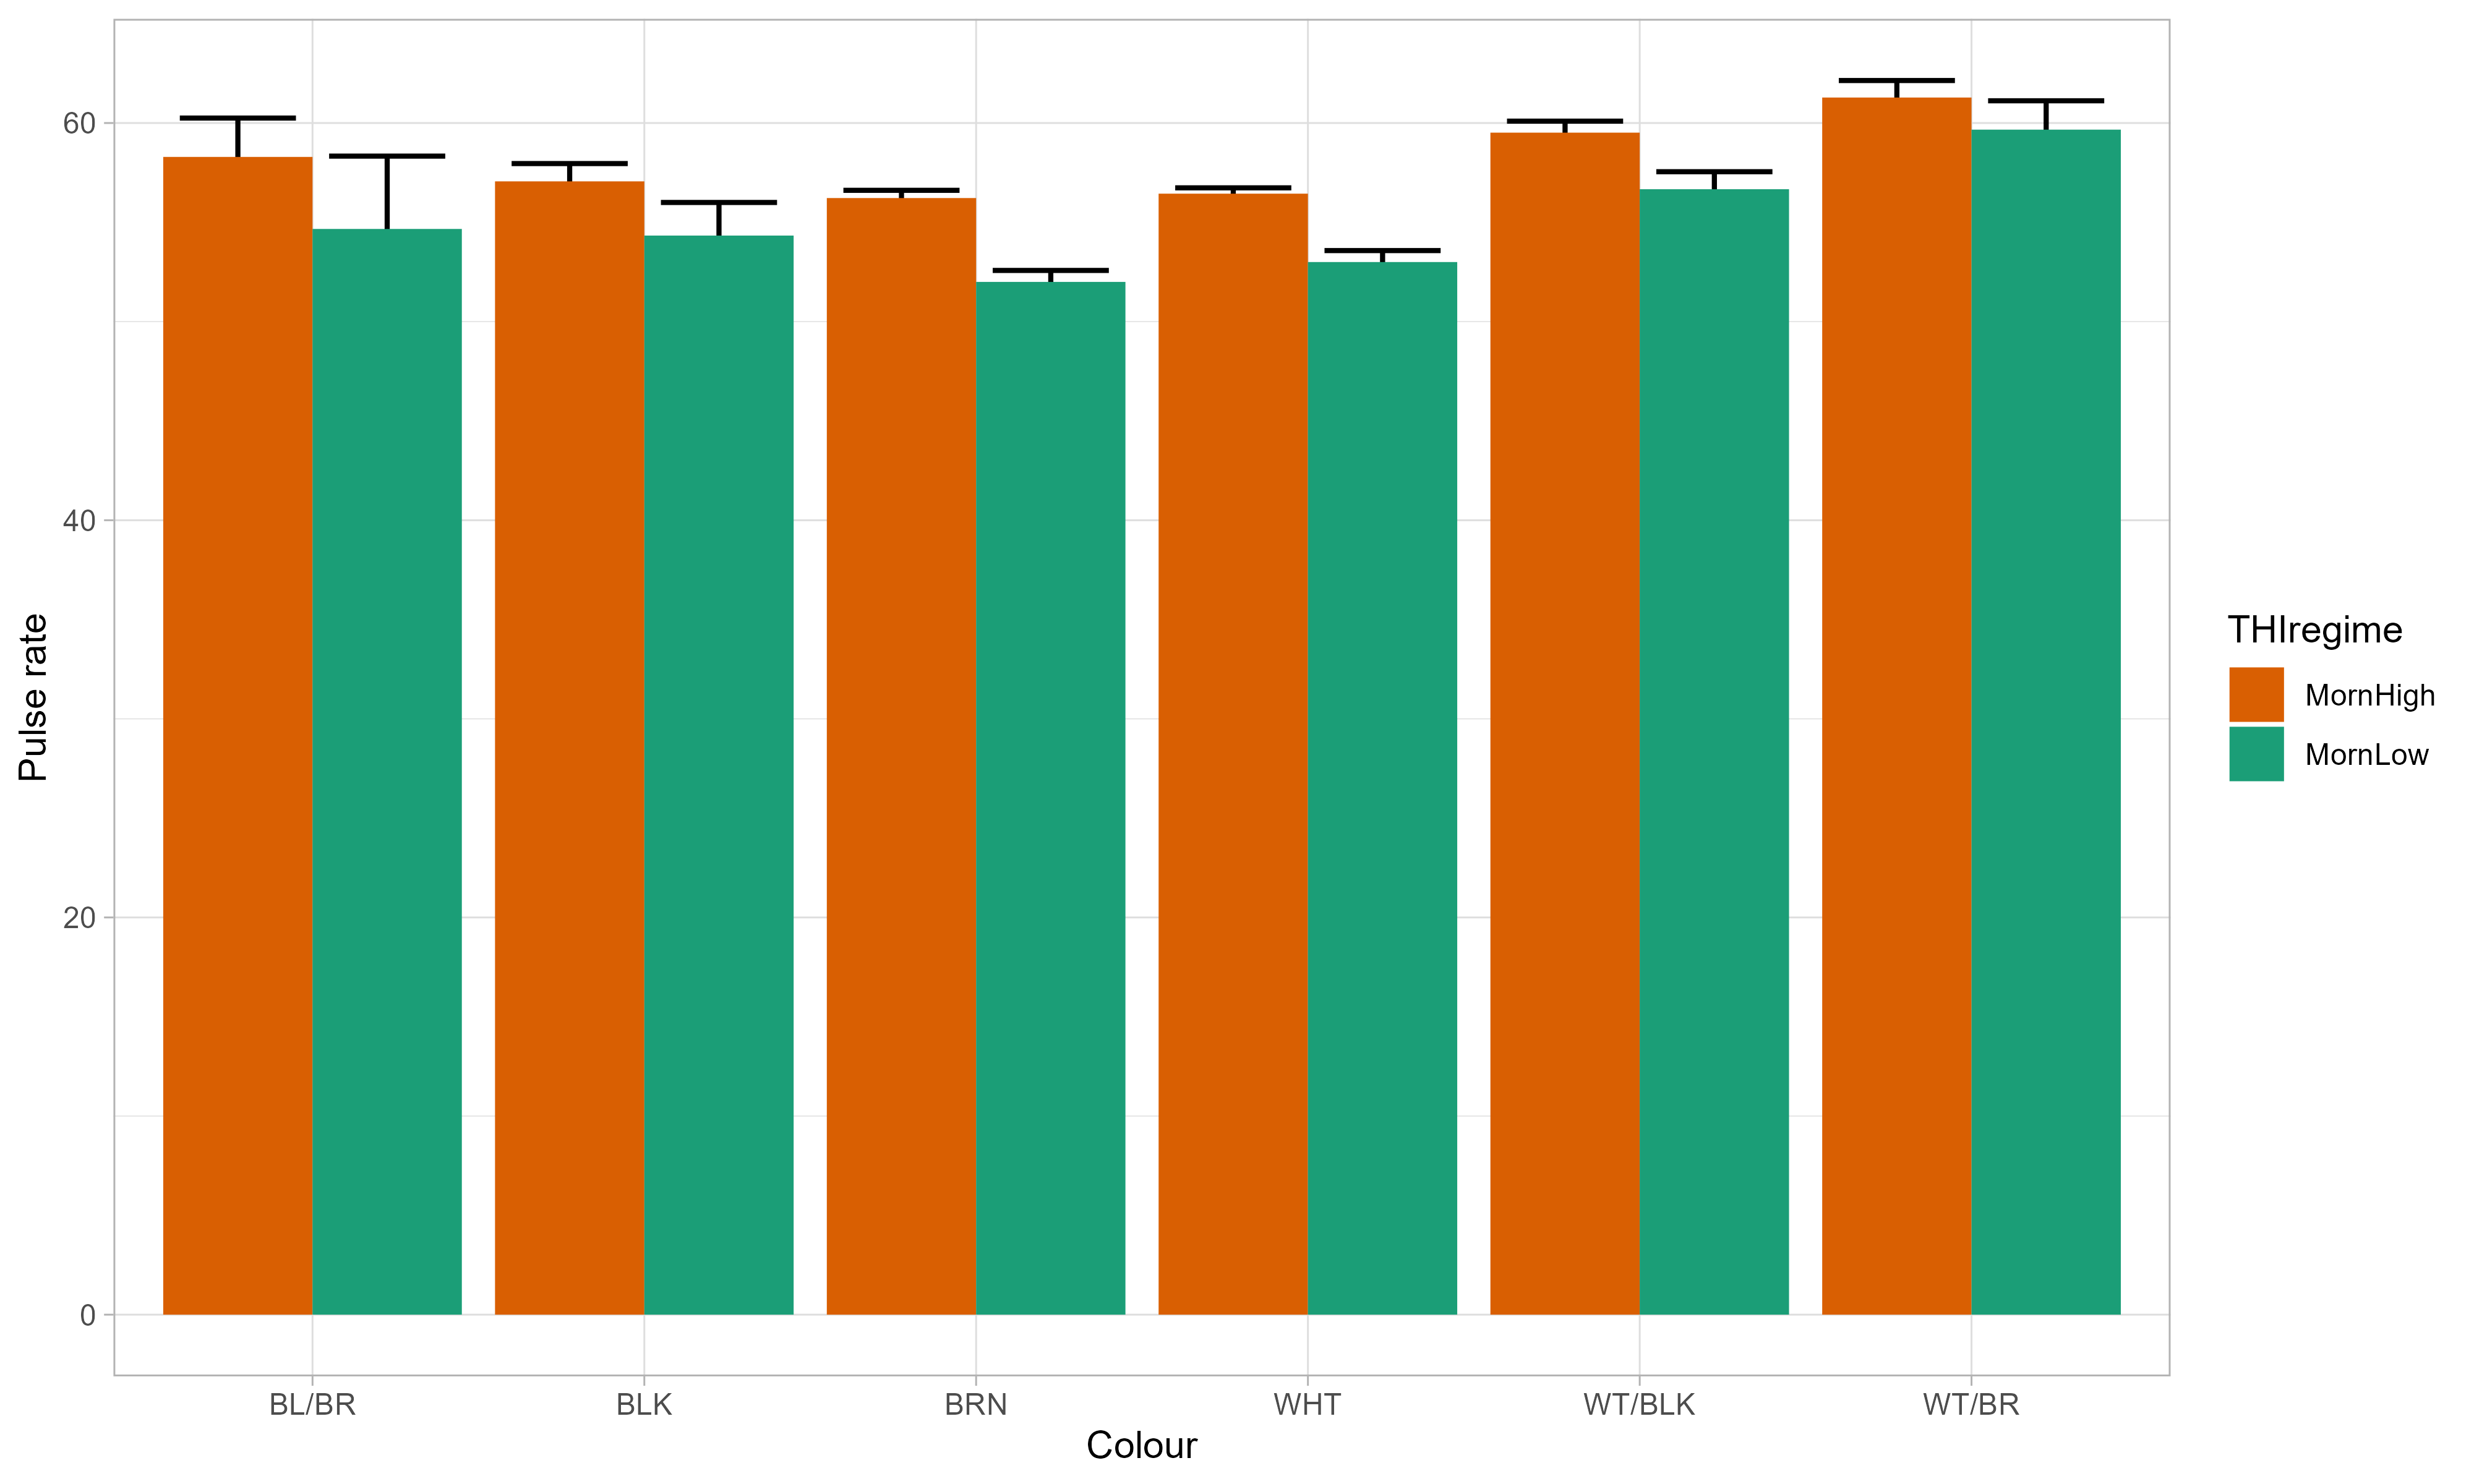 60
40
20
0
Pulse rate
BL/BR
BLK
BRN
WHT
WT/BLK
WT/BR
Colour
THIregime
MornHigh
MornLow